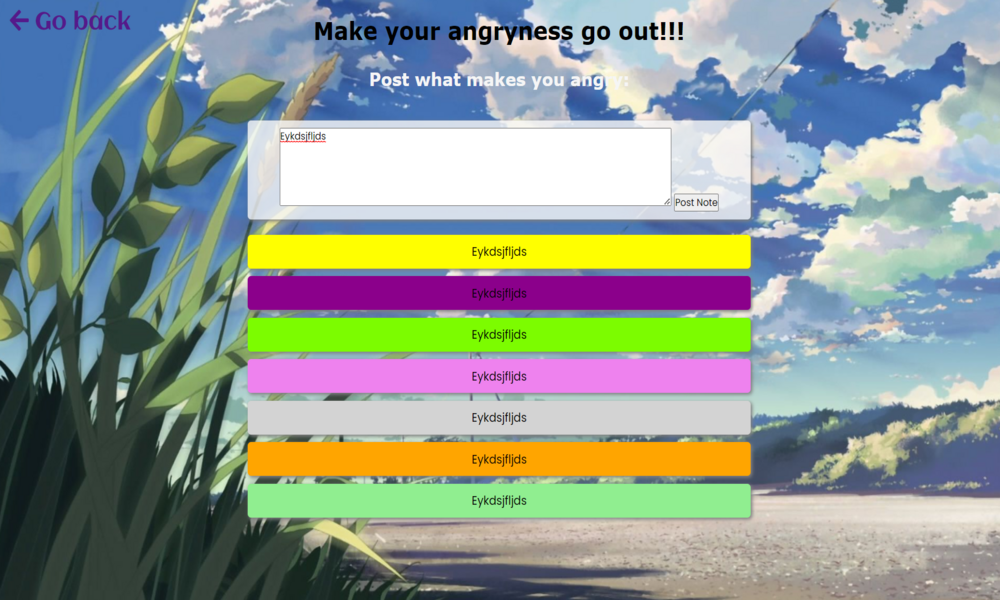 Go back
Make your angryness go out!!!
Post what makes you angry:
Eykdsjfljds
Post Note
Eykdsjfljds
Eykdsjfljds
Eykdsjfljds
Eykdsjfljds
Eykdsjfljds
Eykdsjfljds
Eykdsjfljds